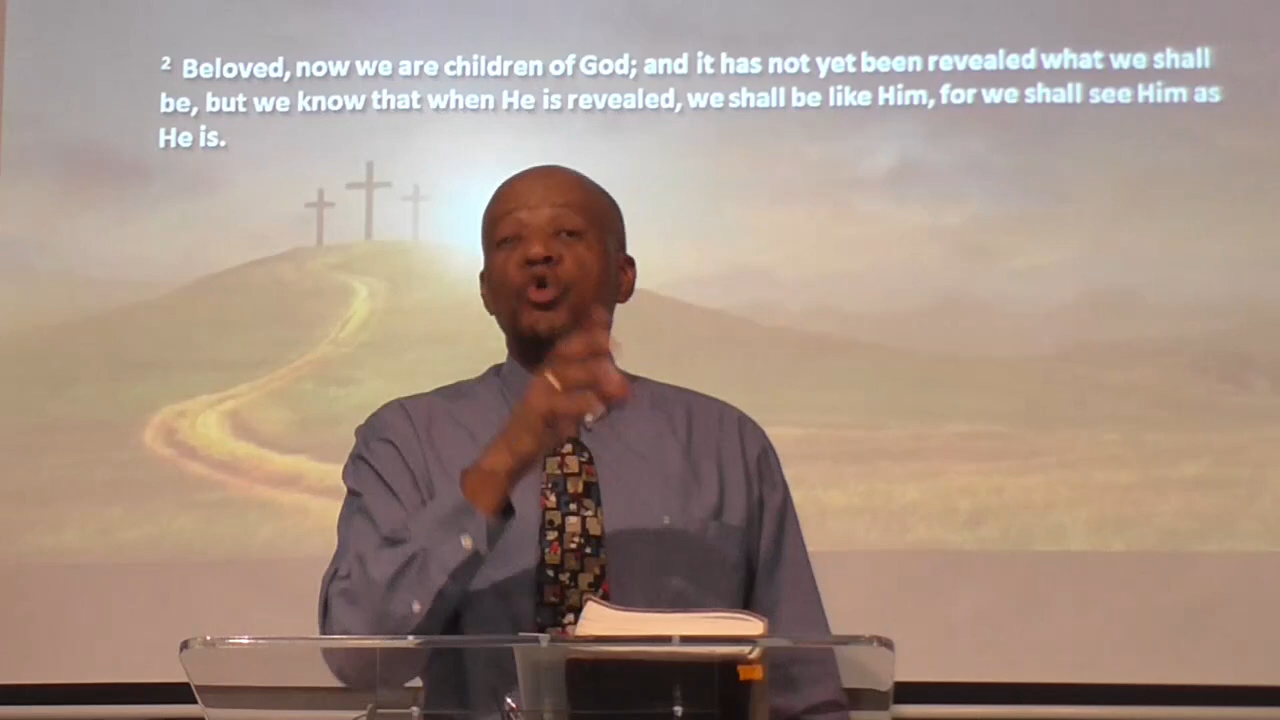 2 Beloved, now we are children of God; and it has not yet been revealed what we shall
be, but we know that when He is revealed, we shall be like Him, for we shall see Him as
He is.